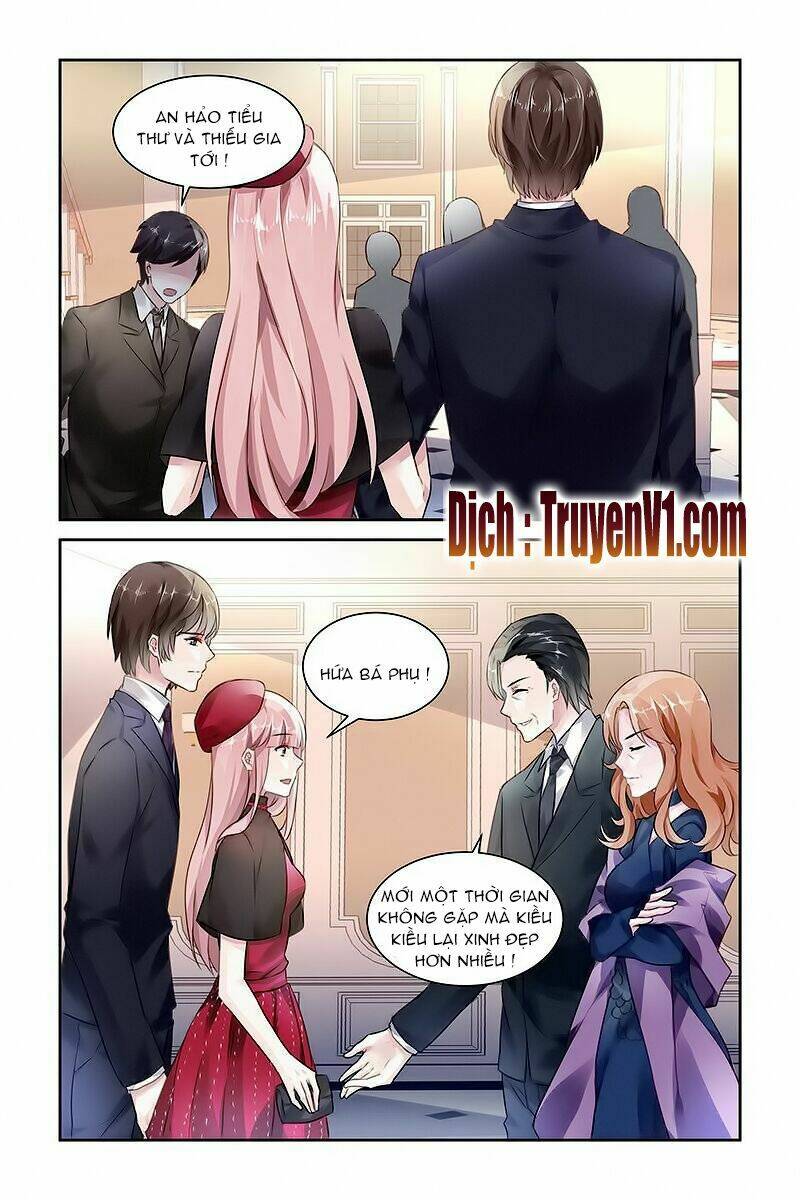 AN HẢO TIỂU
THƯ VÀ THIẾU GIA
TỚI !
Dịch : TruyenV1.com
HỨA BÁ PHỤ !
MỚI MỘT THỜI GIAN
KHÔNG GẶP MÀ KIỀU
KIỀU LẠI XINH ĐẸP
HƠN NHIỀU !